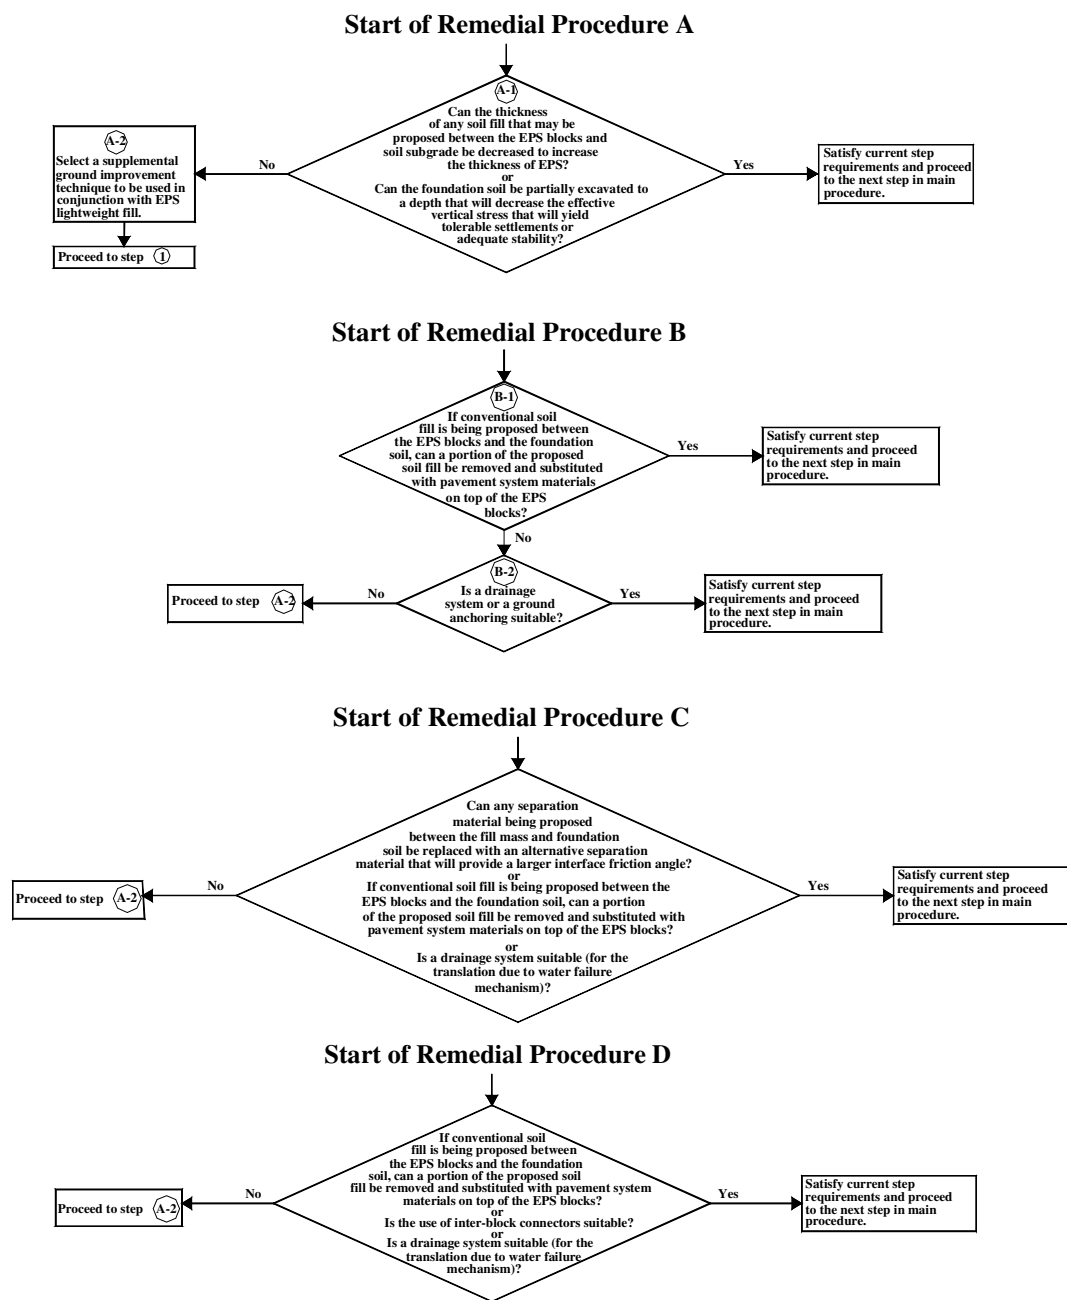 Start of Remedial Procedure A
A-1
Can the thickness
of any soil fill that may be
proposed between the EPS blocks and
soil subgrade be decreased to increase
the thickness of EPS?
or
Can the foundation soil be partially excavated to
a depth that will decrease the effective
vertical stress that will yield
tolerable settlements or
adequate stability?
No
A-2
Select a supplemental
ground improvement
technique to be used in
conjunction with EPS
lightweight fill.
Proceed to step 1
Yes
Satisfy current step
requirements and proceed
to the next step in main
procedure.
Start of Remedial Procedure B
B-1
If conventional soil
fill is being proposed between
the EPS blocks and the foundation
soil, can a portion of the proposed
soil fill be removed and substituted
with pavement system materials
on top of the EPS
blocks?
Yes
Satisfy current step
requirements and proceed
to the next step in main
procedure.
No
B-2
Is a drainage
system or a ground
anchoring suitable?
No
Proceed to step A-2
Yes
Satisfy current step
requirements and proceed
to the next step in main
procedure.
Start of Remedial Procedure C
Can any separation
material being proposed
between the fill mass and foundation
soil be replaced with an alternative separation
material that will provide a larger interface friction angle?
or
If conventional soil fill is being proposed between the
EPS blocks and the foundation soil, can a portion
of the proposed soil fill be removed and substituted with
pavement system materials on top of the EPS blocks?
or
Is a drainage system suitable (for the
translation due to water failure
mechanism)?
No
Proceed to step A-2
Yes
Satisfy current step
requirements and proceed
to the next step in main
procedure.
Start of Remedial Procedure D
If conventional soil
fill is being proposed between
the EPS blocks and the foundation
soil, can a portion of the proposed soil
fill be removed and substituted with pavement system
materials on top of the EPS blocks?
or
Is the use of inter-block connectors suitable?
or
Is a drainage system suitable (for the
translation due to water failure
mechanism)?
No
Proceed to step A-2
Yes
Satisfy current step
requirements and proceed
to the next step in main
procedure.